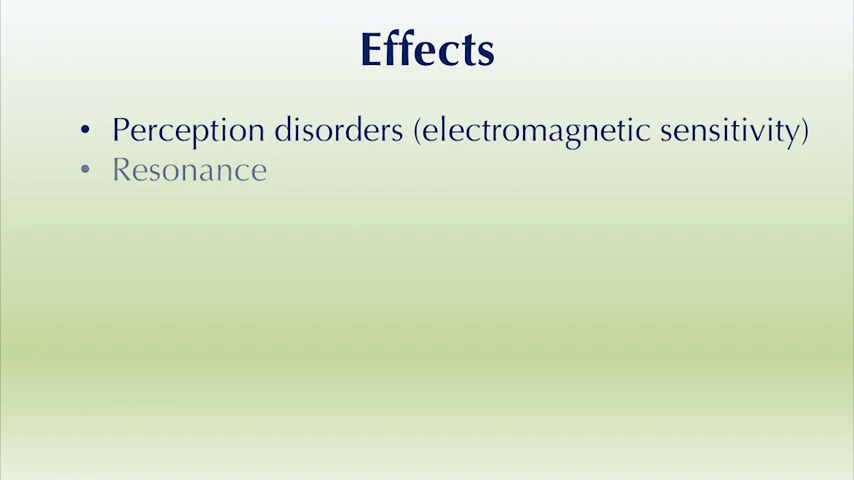 Effects
• Perception disorders (electromagnetic sensitivity)
• Resonance